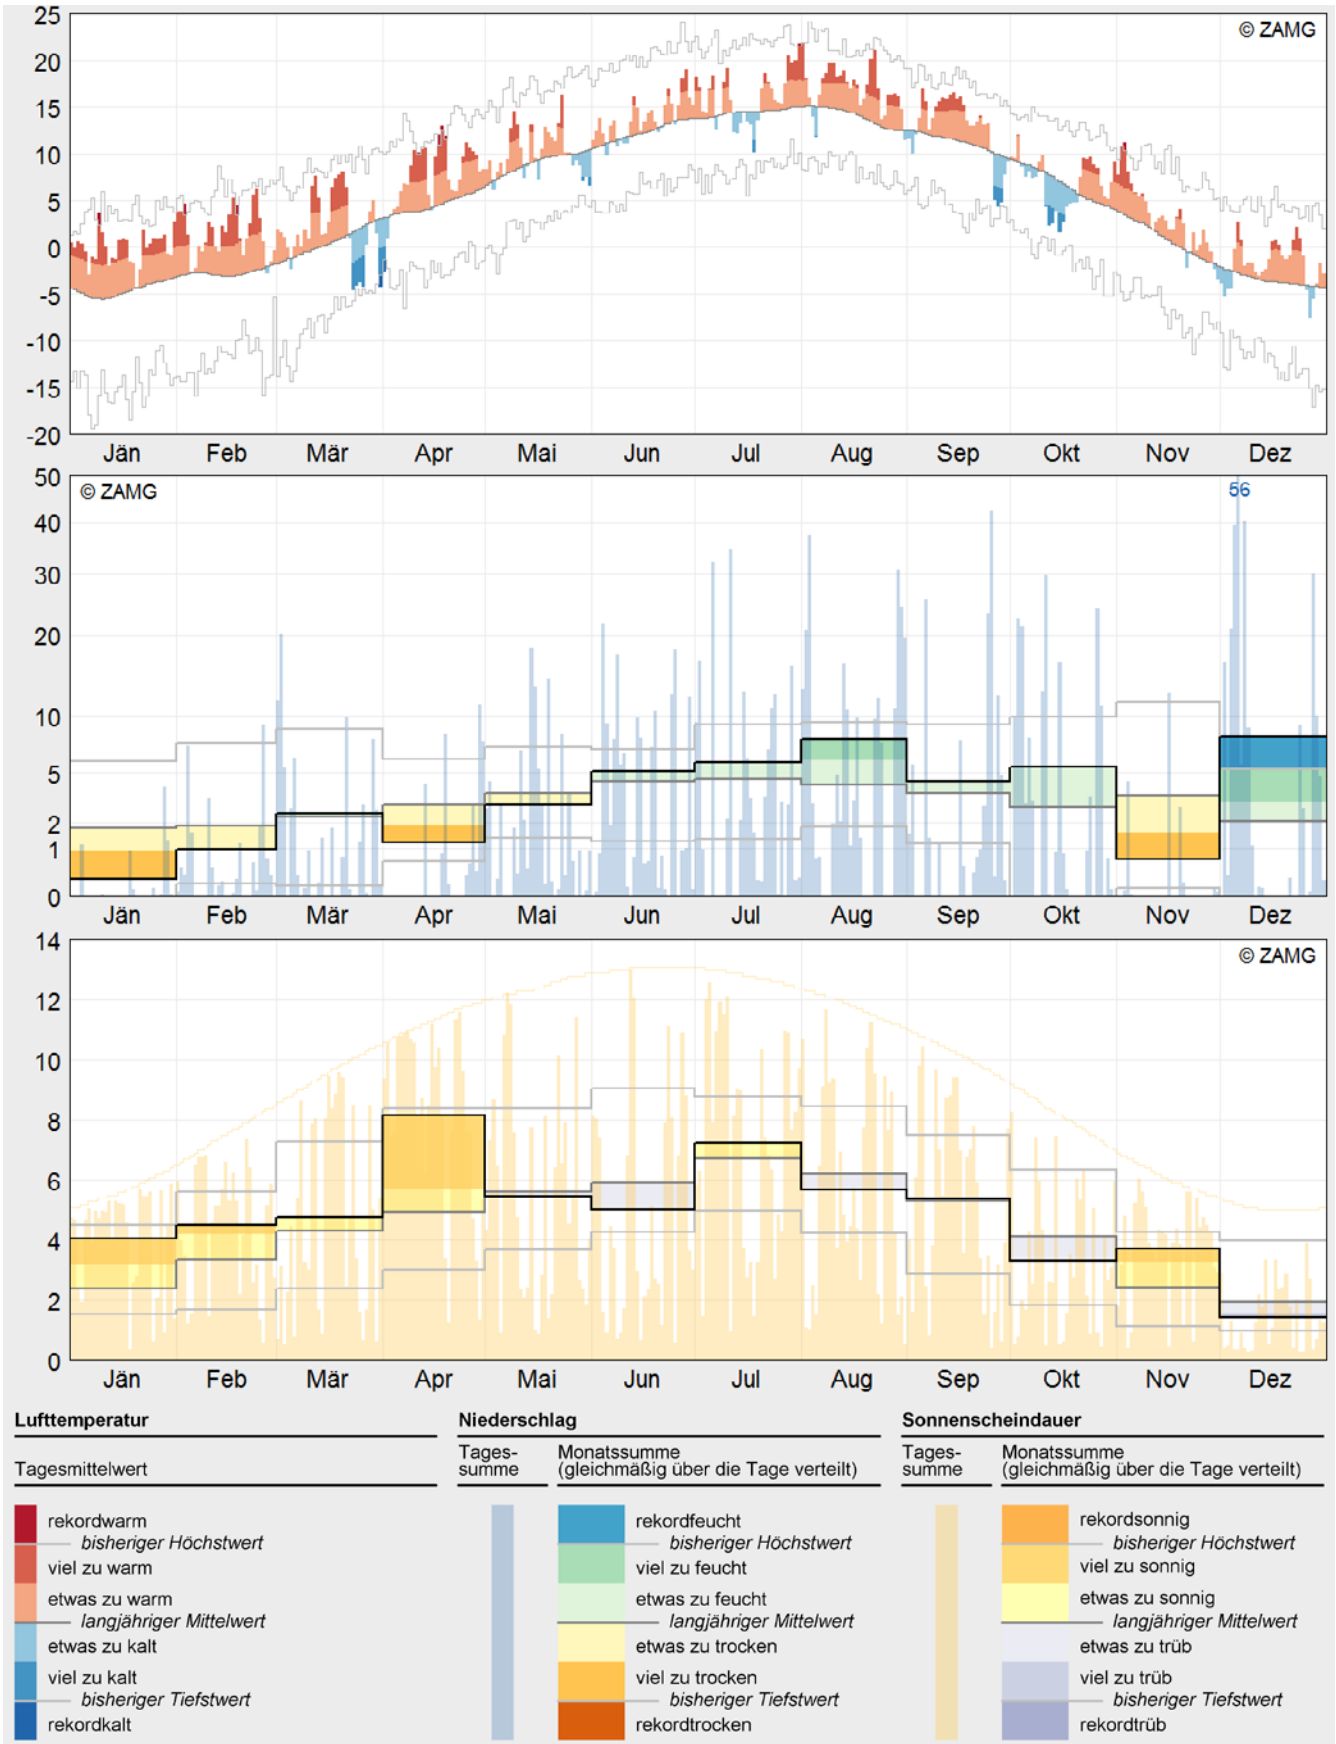 25
© ZAMG
20
15
10
5
0
-5
-10
-15
-20
Jän Feb Mär Apr Mai Jun Jul Aug Sep Okt Nov Dez
50
© ZAMG
56
40
30
20
10
5
2
1
0
Jän Feb Mär Apr Mai Jun Jul Aug Sep Okt Nov Dez
14
© ZAMG
12
10
8
6
4
2
0
Jän Feb Mär Apr Mai Jun Jul Aug Sep Okt Nov Dez
Lufttemperatur
Tagesmittelwert
rekordwarm
bisheriger Höchstwert
viel zu warm
etwas zu warm
langjähriger Mittelwert
etwas zu kalt
viel zu kalt
bisheriger Tiefstwert
rekordkalt
Niederschlag
Tages-
summe
Monatssumme
(gleichmäßig über die Tage verteilt)
rekordfeucht
bisheriger Höchstwert
viel zu feucht
etwas zu feucht
langjähriger Mittelwert
etwas zu trocken
viel zu trocken
bisheriger Tiefstwert
rekordtrocken
Sonnenscheindauer
Tages-
summe
Monatssumme
(gleichmäßig über die Tage verteilt)
rekordsonnig
bisheriger Höchstwert
viel zu sonnig
etwas zu sonnig
langjähriger Mittelwert
etwas zu trüb
viel zu trüb
bisheriger Tiefstwert
rekordtrüb